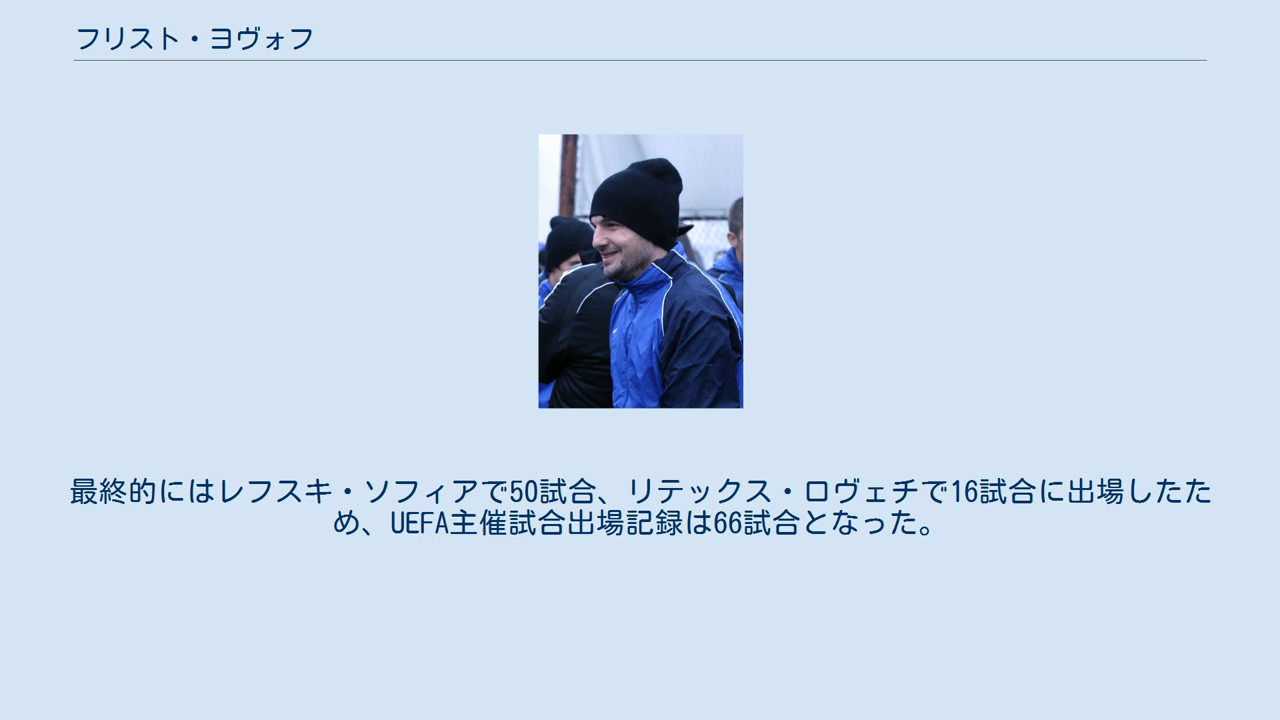 フリスト・ヨヴォフ
最終的にはレフスキ・ソフィアで50試合、リテックス・ロヴェチで16試合に出場したた
め、UEFA主催試合出場記録は66試合となった。